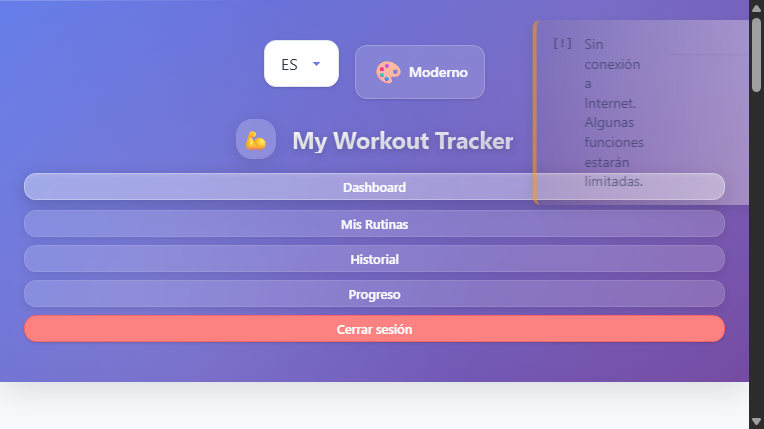 ES
Moderno
[!] Sin
conexión
a
Internet.
Algunas
funciones
estarán
limitadas.
My Workout Tracker
Dashboard
Mis Rutinas
Historial
Progreso
Cerrar sesión